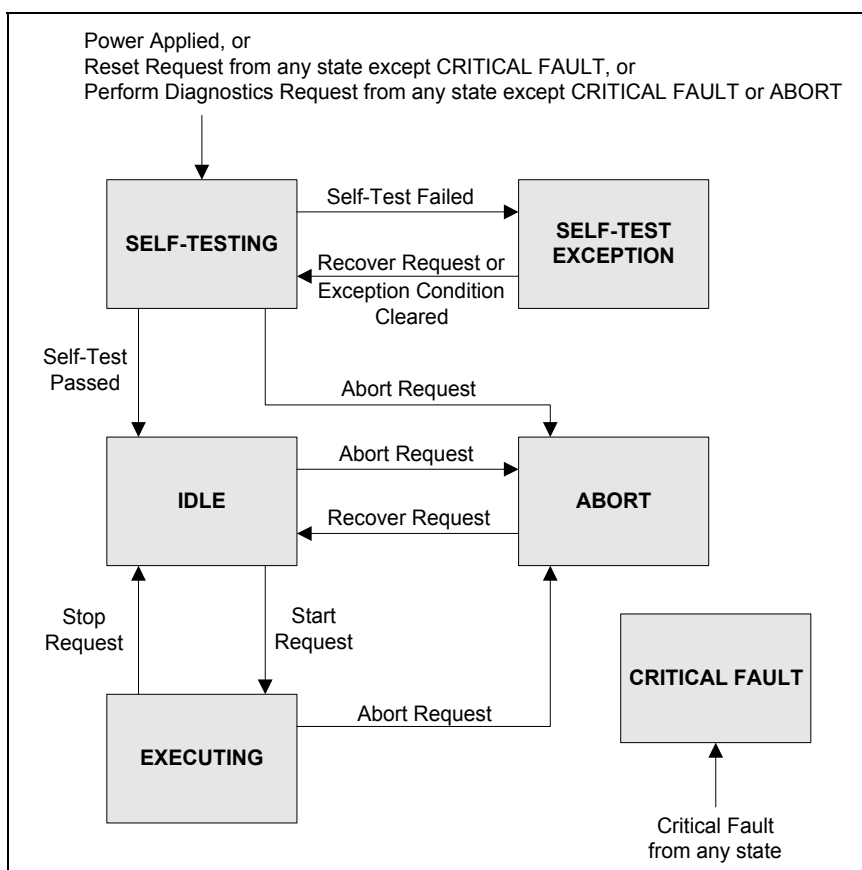 Power Applied, or
Reset Request from any state except CRITICAL FAULT, or
Perform Diagnostics Request from any state except CRITICAL FAULT or ABORT
SELF-TESTING
Self-Test Failed
Recover Request or
Exception Condition
Cleared
SELF-TEST
EXCEPTION
Self-Test
Passed
Abort Request
IDLE
Abort Request
Recover Request
ABORT
Stop
Request
Start
Request
EXECUTING
Abort Request
CRITICAL FAULT
Critical Fault
from any state